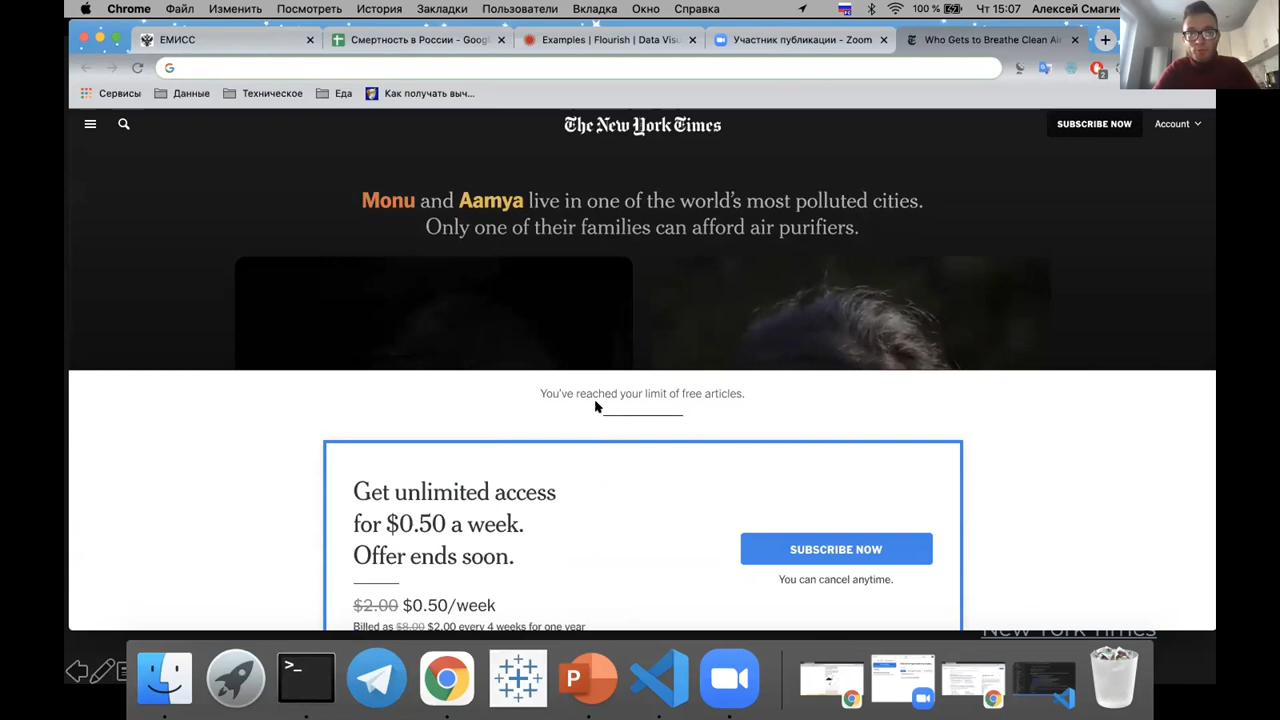 Chrome Файл Изменить Посмотреть История Закладки Пользователи Вкладка Окно Справка 100 % Чт 15:07 Алексей Смагин
ЕМИСС Смертность в России - Goog Examples | Flourish | Data Visu Участник публикации - Zoom Who Gets to Breathe Clean Air
2
Сервисы Данные Техническое Еда Как получать выч...
The New York Times SUBSCRIBE NOW Account
Monu and Aamya live in one of the world's most polluted cities.
Only one of their families can afford air purifiers.
You've reached your limit of free articles.
Get unlimited access
for $0.50 a week.
Offer ends soon.
SUBSCRIBE NOW
You can cancel anytime.
$2.00 $0.50/week
Billed as $8.00 $2.00 every 4 weeks for one year
New York Times